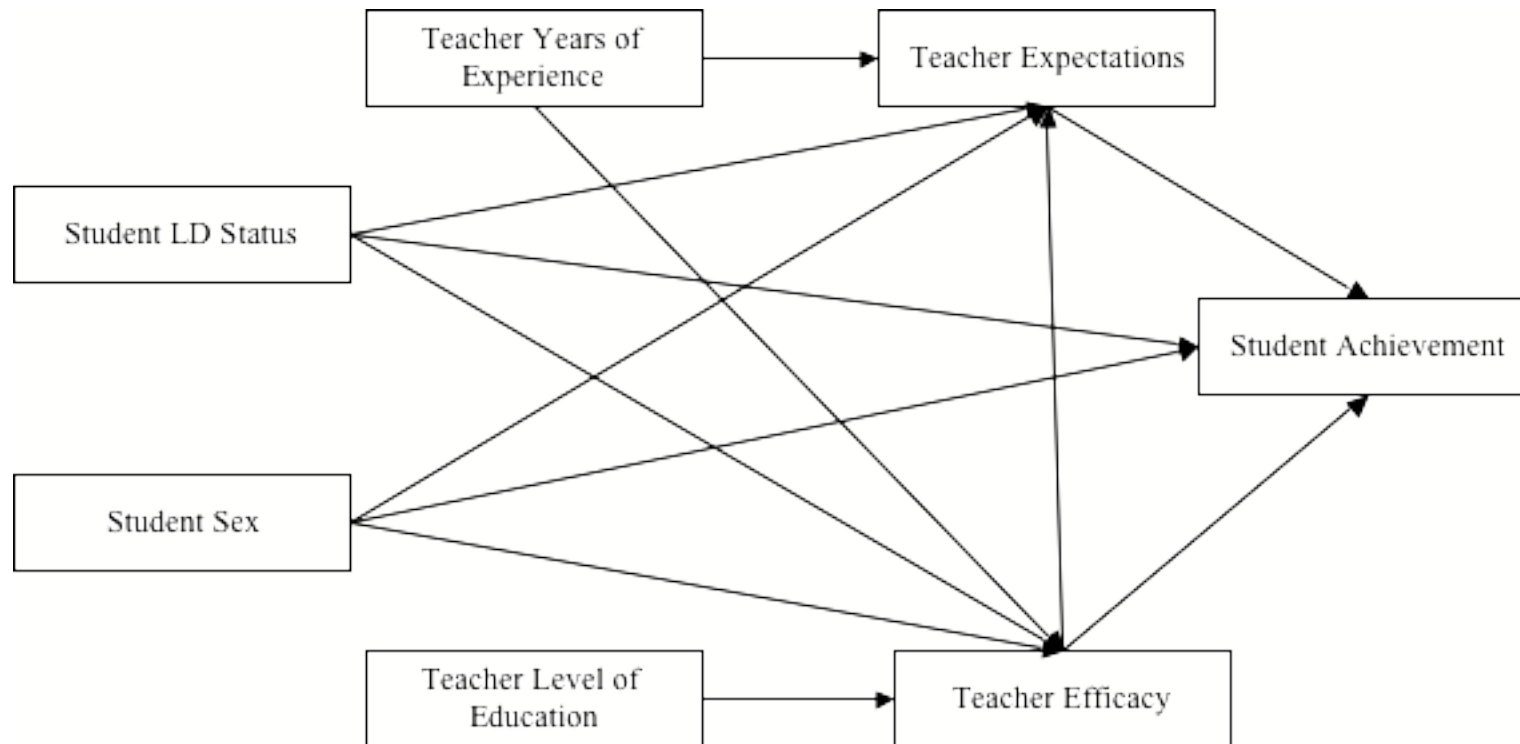 Teacher Years of
Experience
Teacher Expectations
Student LD Status
Student Achievement
Student Sex
Teacher Level of
Education
Teacher Efficacy